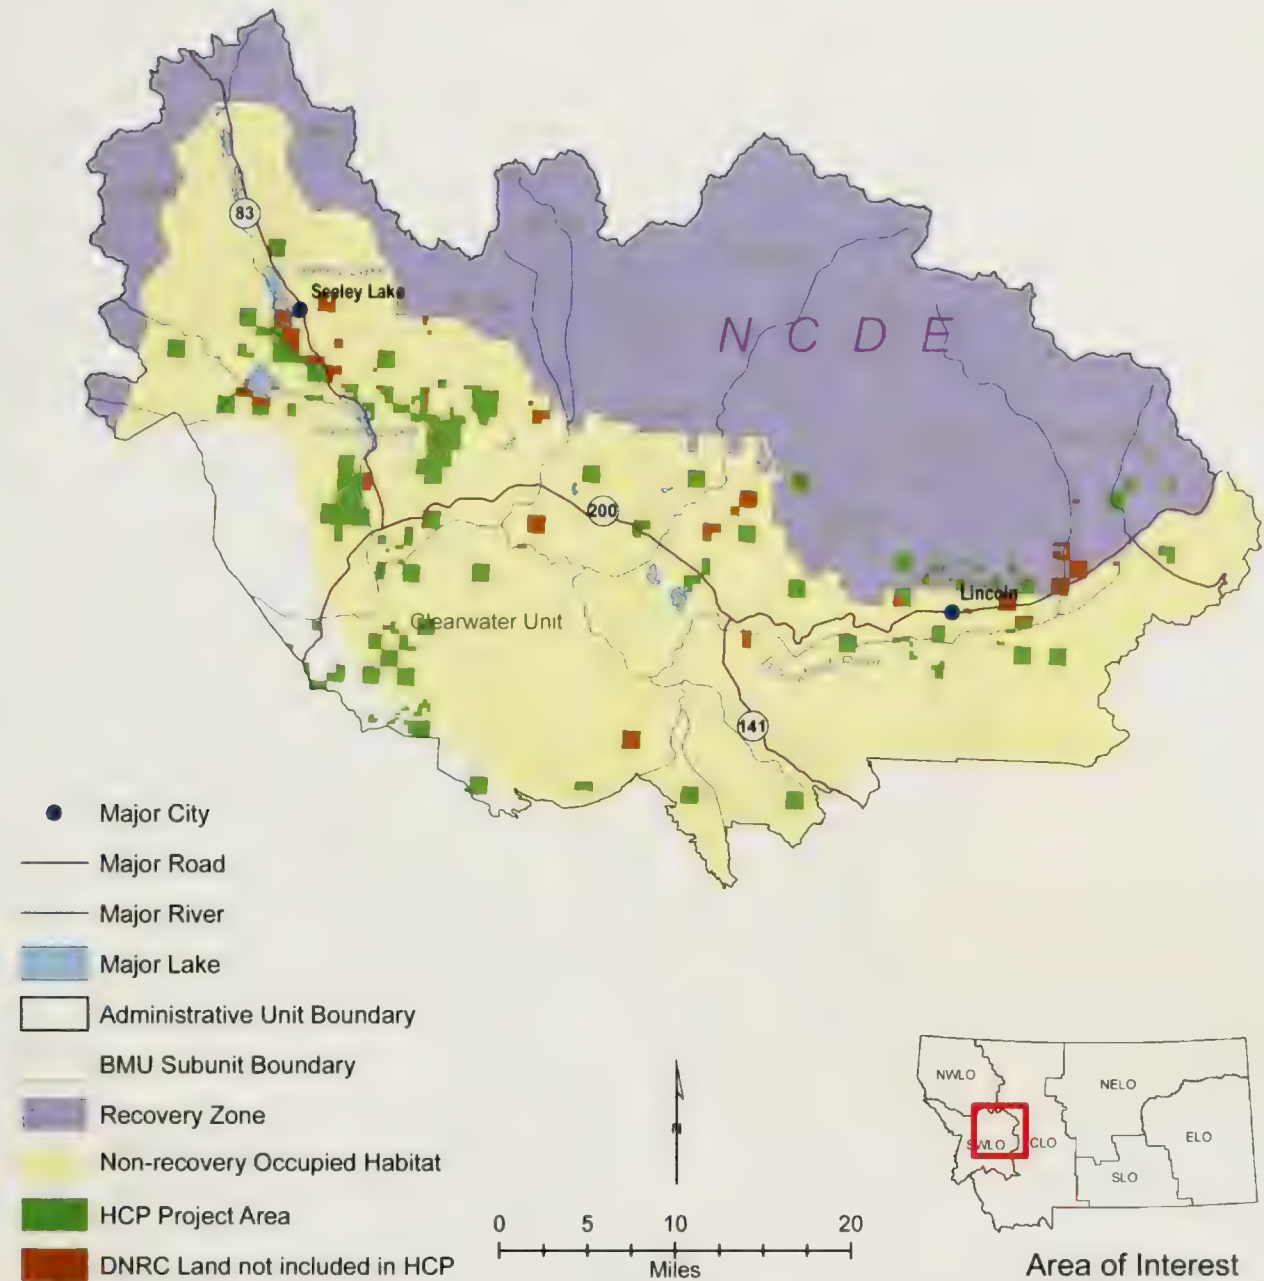 83
Seeley Lake
N C D E
200
Lincoln
Clearwater Unit
River
141
Major City
Major Road
Major River
Major Lake
Administrative Unit Boundary
BMU Subunit Boundary
Recovery Zone
Non-recovery Occupied Habitat
HCP Project Area
DNRC Land not included in HCP
N
0 5 10 20
Miles
NWLO
NELO
SWLO
CLO
ELO
SLO
Area of Interest